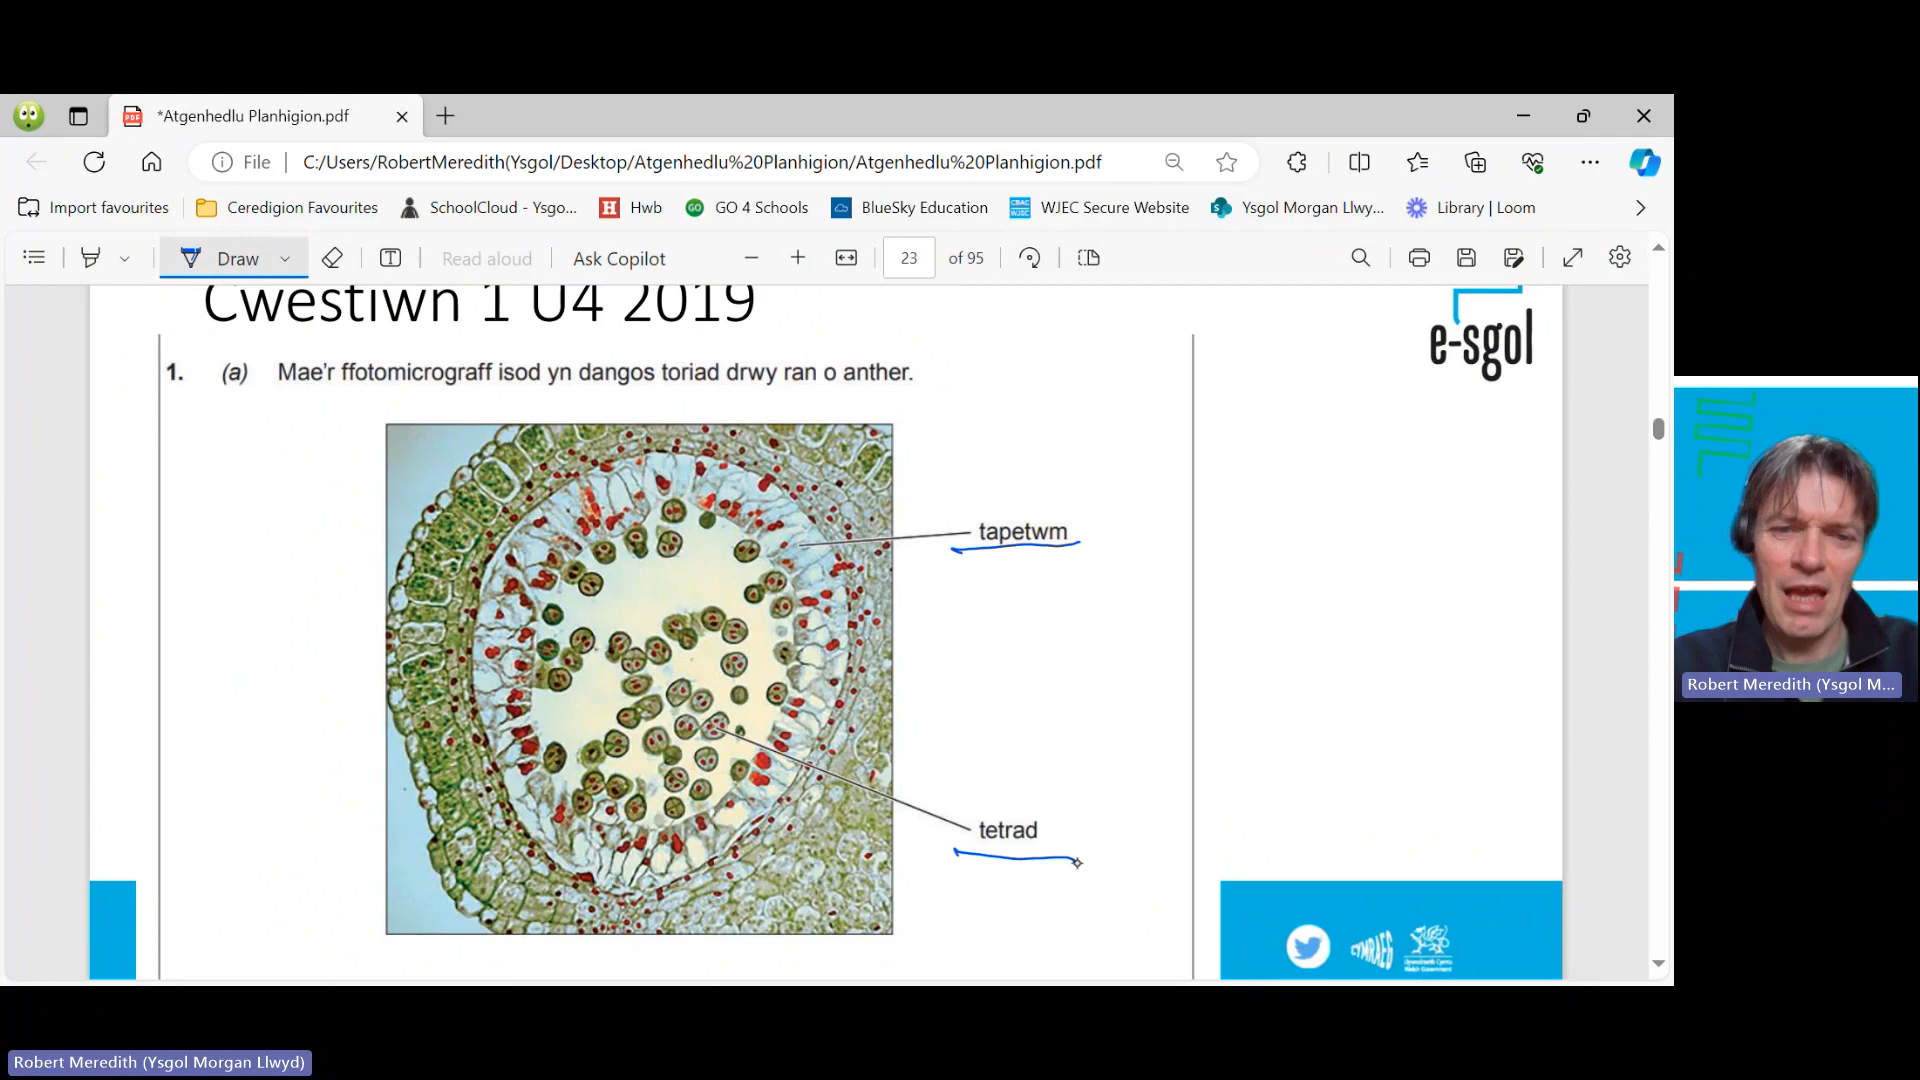 *Atgenhedlu Planhigion.pdf
File
C:/Users/RobertMeredith(Ysgol/Desktop/Atgenhedlu%20Planhigion/Atgenhedlu%20Planhigion.pdf
Import favourites
Ceredigion Favourites
SchoolCloud - Ysgo...
Hwb
GO 4 Schools
BlueSky Education
WJEC Secure Website
Ysgol Morgan Llwy...
Library | Loom
Draw
Read aloud
Ask Copilot
23
of 95
Cwestiwn 1 U4 2019
e-sgol
1. (a) Mae'r ffotomicrograff isod yn dangos toriad drwy ran o anther.
tapetwm
tetrad
CYMRAEG
Robert Meredith (Ysgol M...
Robert Meredith (Ysgol Morgan Llwyd)